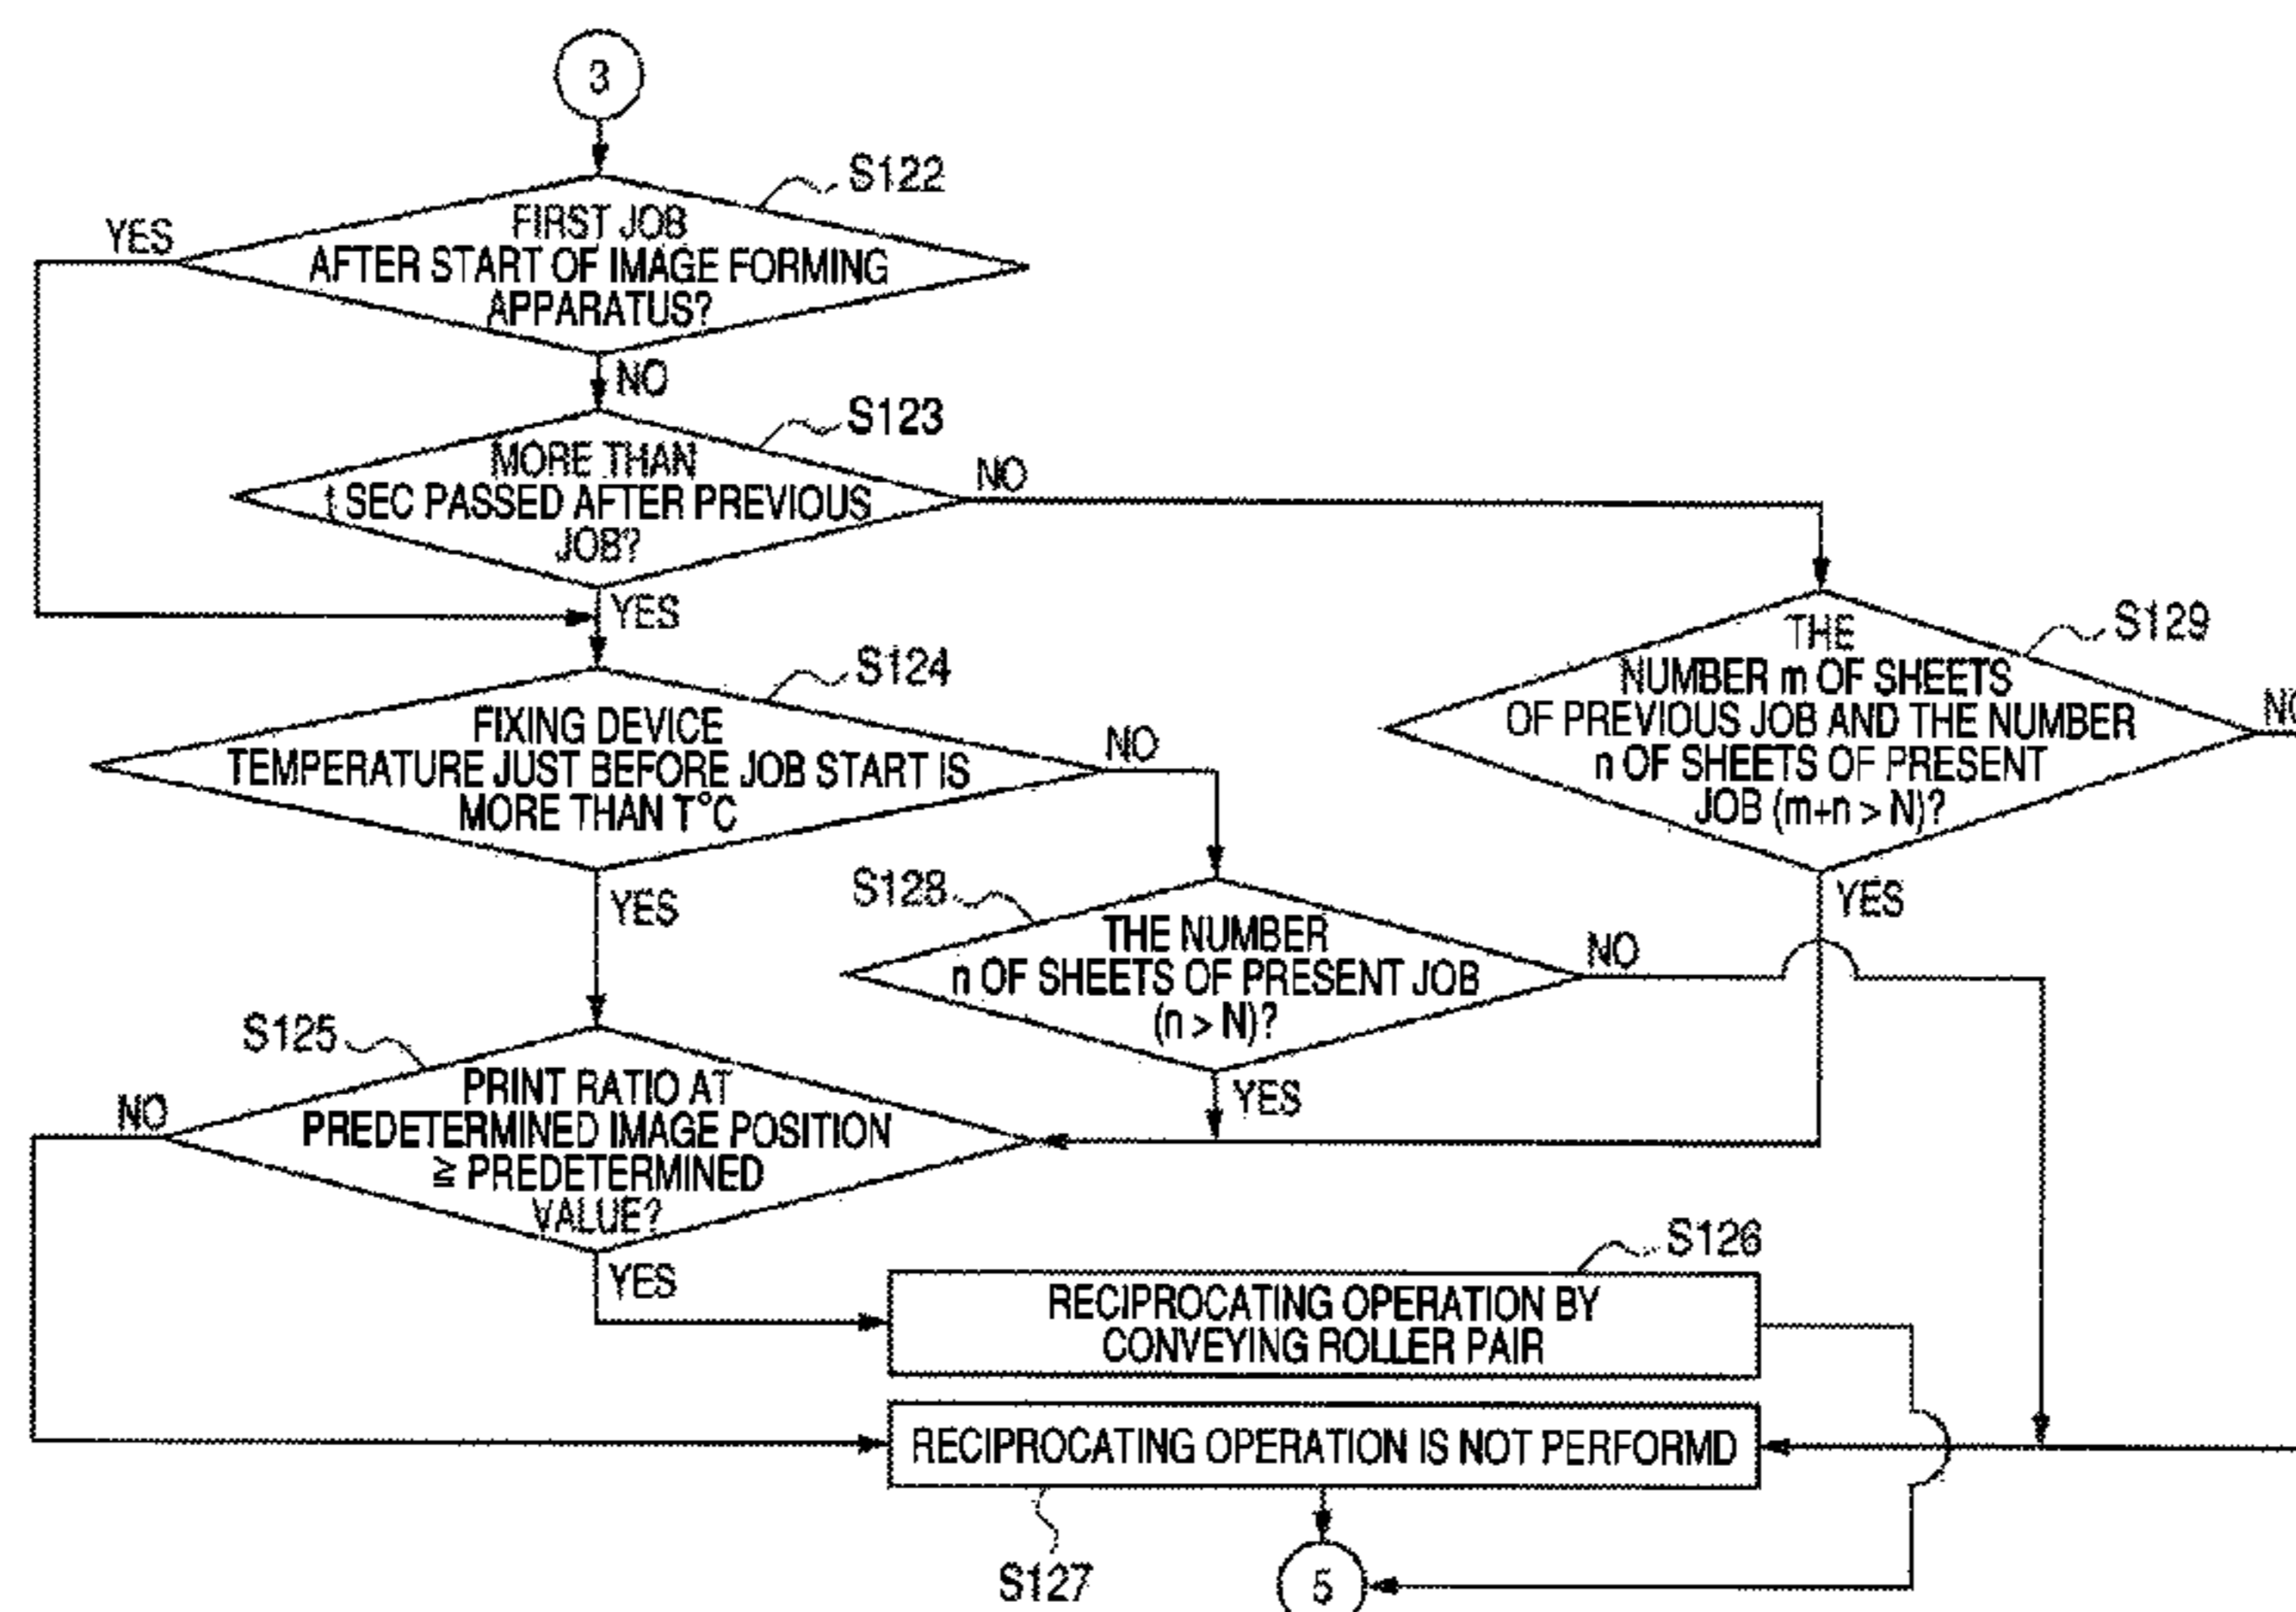 3
S122
FIRST JOB
AFTER START OF IMAGE FORMING
APPARATUS?
YES
NO
S123
MORE THAN
t SEC PASSED AFTER PREVIOUS
JOB?
NO
YES
S124
FIXING DEVICE
TEMPERATURE JUST BEFORE JOB START IS
MORE THAN T°C
NO
YES
S129
THE
NUMBER m OF SHEETS
OF PREVIOUS JOB AND THE NUMBER
n OF SHEETS OF PRESENT
JOB (m+n > N)?
NO
YES
S128
THE NUMBER
n OF SHEETS OF PRESENT JOB
(n > N)?
NO
YES
S125
PRINT RATIO AT
PREDETERMINED IMAGE POSITION
≧ PREDETERMINED
VALUE?
NO
YES
S126
RECIPROCATING OPERATION BY
CONVEYING ROLLER PAIR
RECIPROCATING OPERATION IS NOT PERFORMD
S127
5